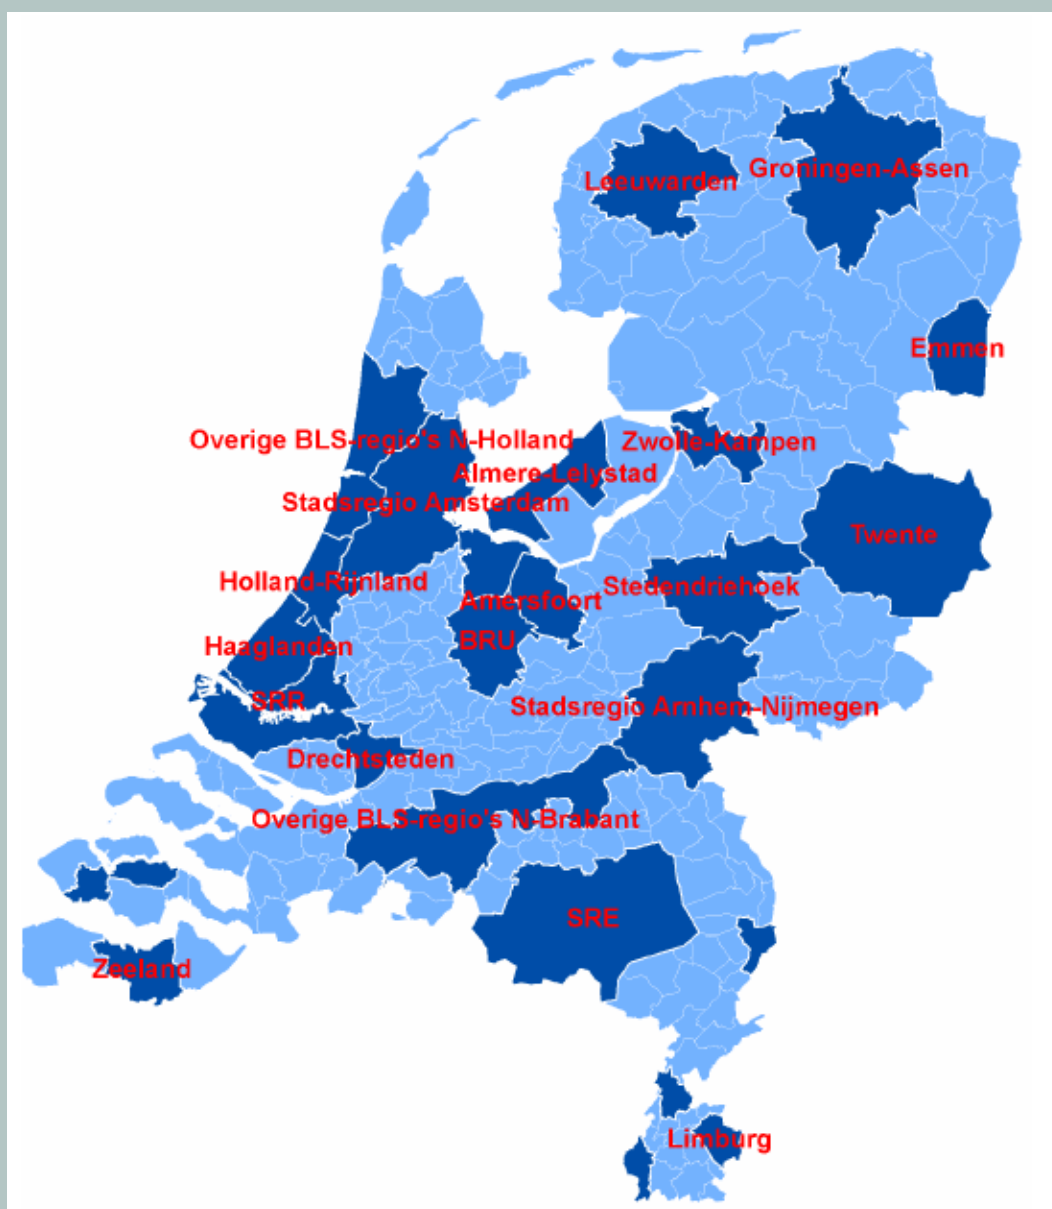 Groningen-Assen
Leeuwarden
Emmen
Overige BLS-regio's N-Holland
Zwolle-Kampen
Almere-Lelystad
Stadsregio Amsterdam
Twente
Holland-Rijnland
Stedendriehoek
Amersfoort
BRU
Haaglanden
SRR
Stadsregio Arnhem-Nijmegen
Drechtsteden
Overige BLS-regio's N-Brabant
SRE
Zeeland
Limburg